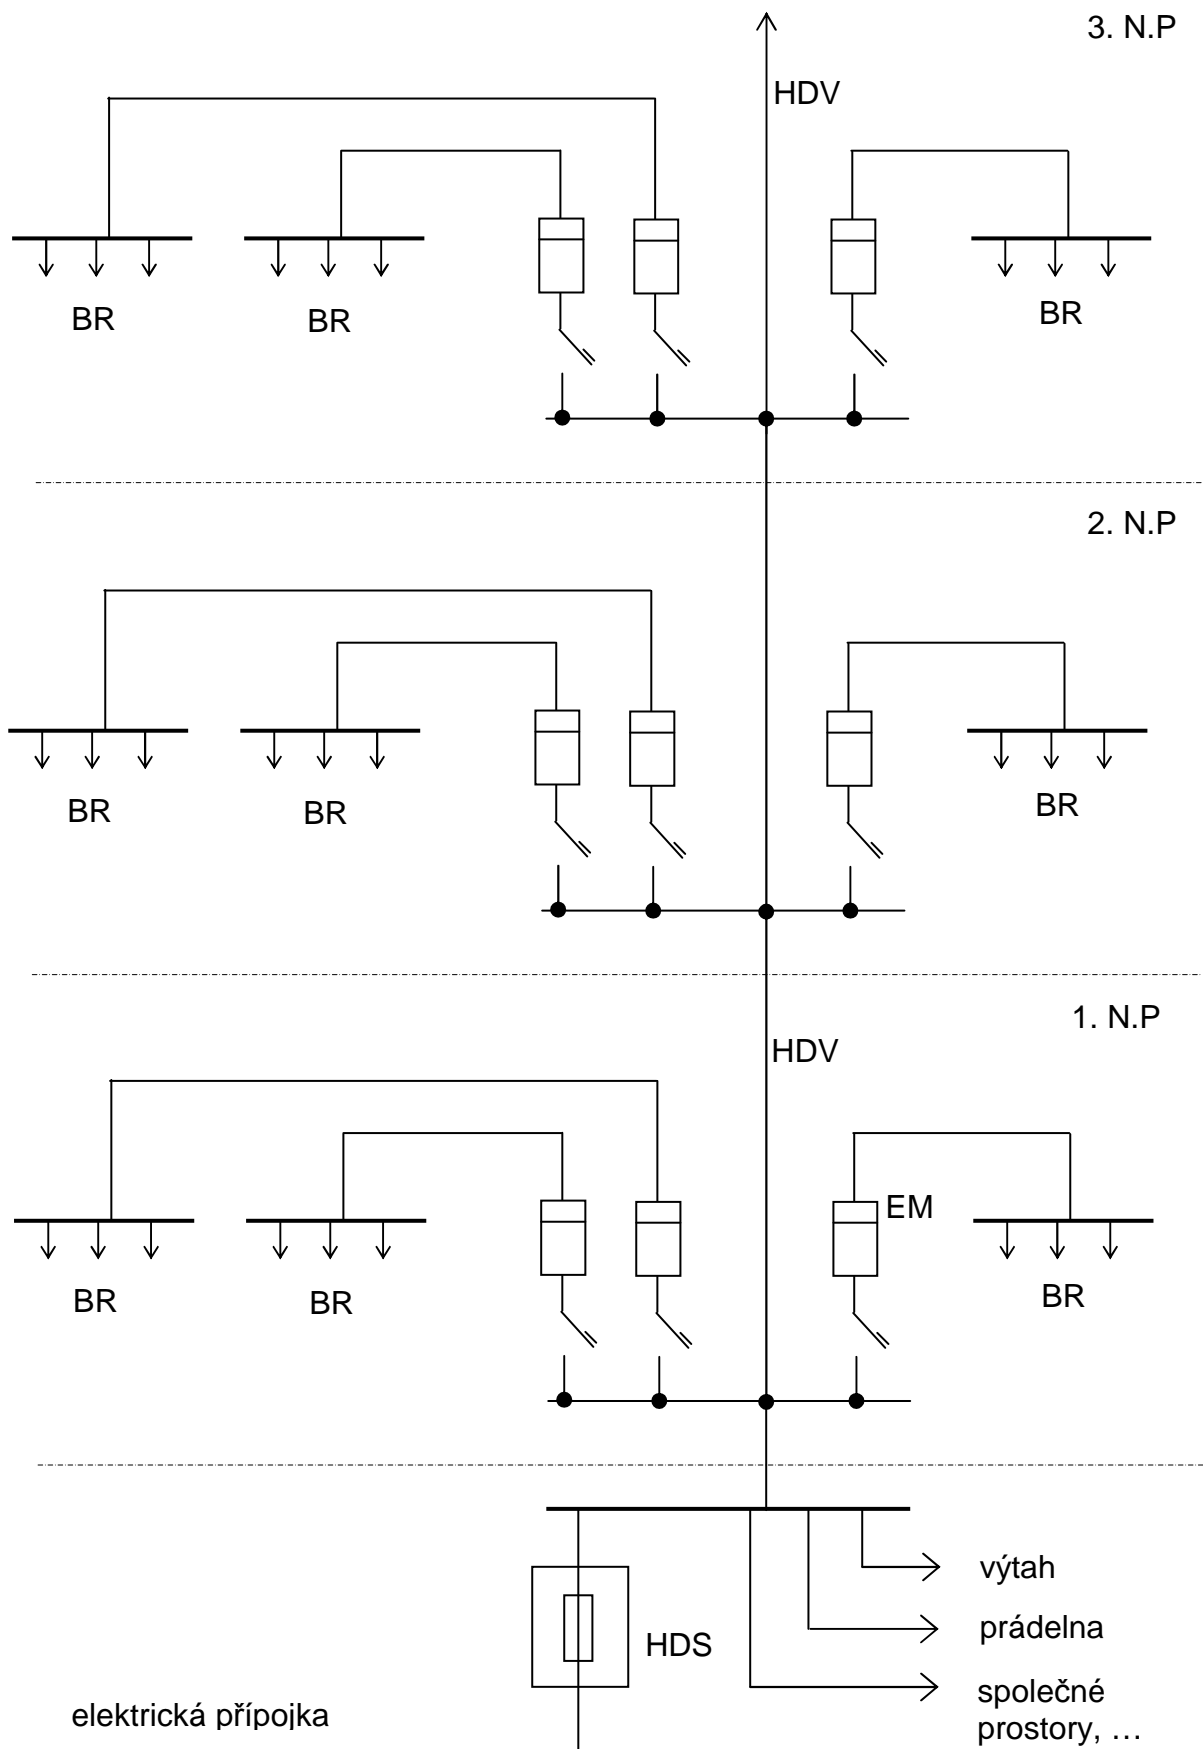 3. N.P
HDV
BR
BR
BR
2. N.P
BR
BR
BR
1. N.P
HDV
EM
BR
BR
BR
výtah
prádelna
HDS
společné
prostory, ...
elektrická přípojka